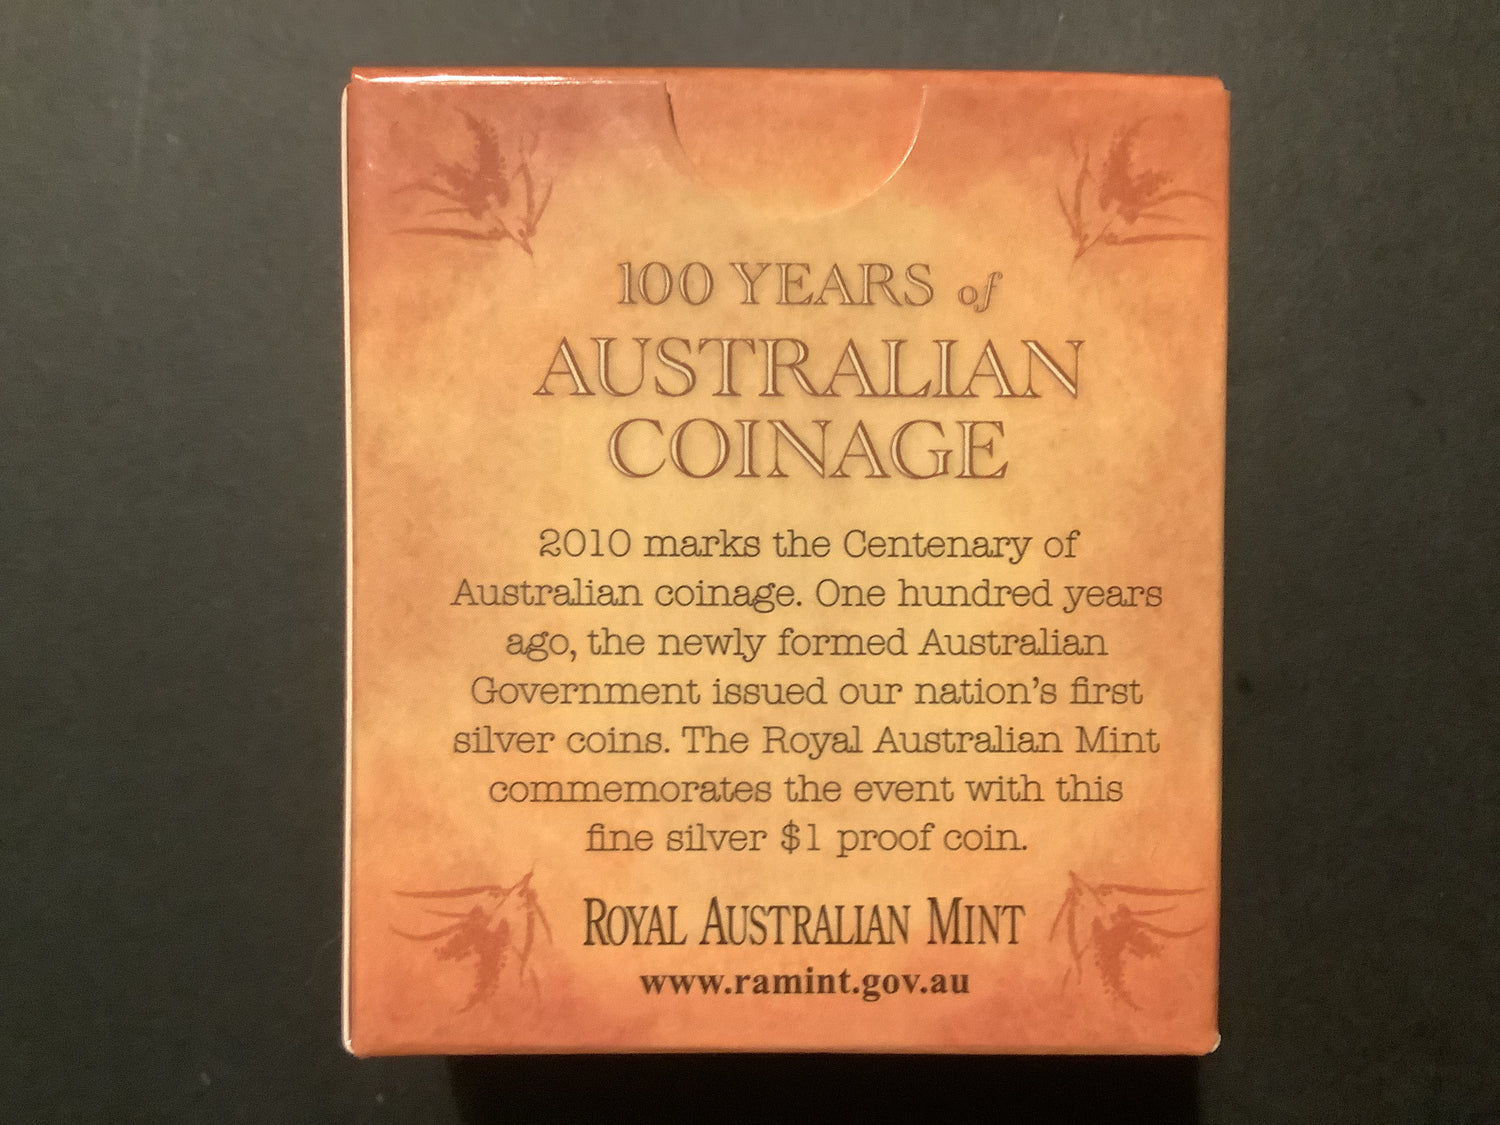 100 YEARS of
AUSTRALIAN
COINAGE
2010 marks the Centenary of
Australian coinage. One hundred years
ago, the newly formed Australian
Government issued our nation’s first
silver coins. The Royal Australian Mint
commemorates the event with this
fine silver $1 proof coin.
ROYAL AUSTRALIAN MINT
www.ramint.gov.au